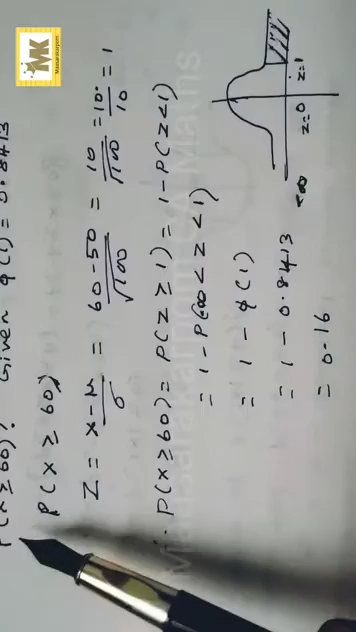 P(X ≥ 60)? Given φ(1) = 0.8413
P(X ≥ 60)
Z = x-μ/σ = 60-50/√100 = 10/√100 = 10/10 = 1
∴ P(X ≥ 60) = P(Z ≥ 1) = 1 - P(Z < 1)
= 1 - P(∞ < Z < 1)
= 1 - φ(1)
= 1 - 0.8413
= 0.16
-∞ z=0 z=1
MK